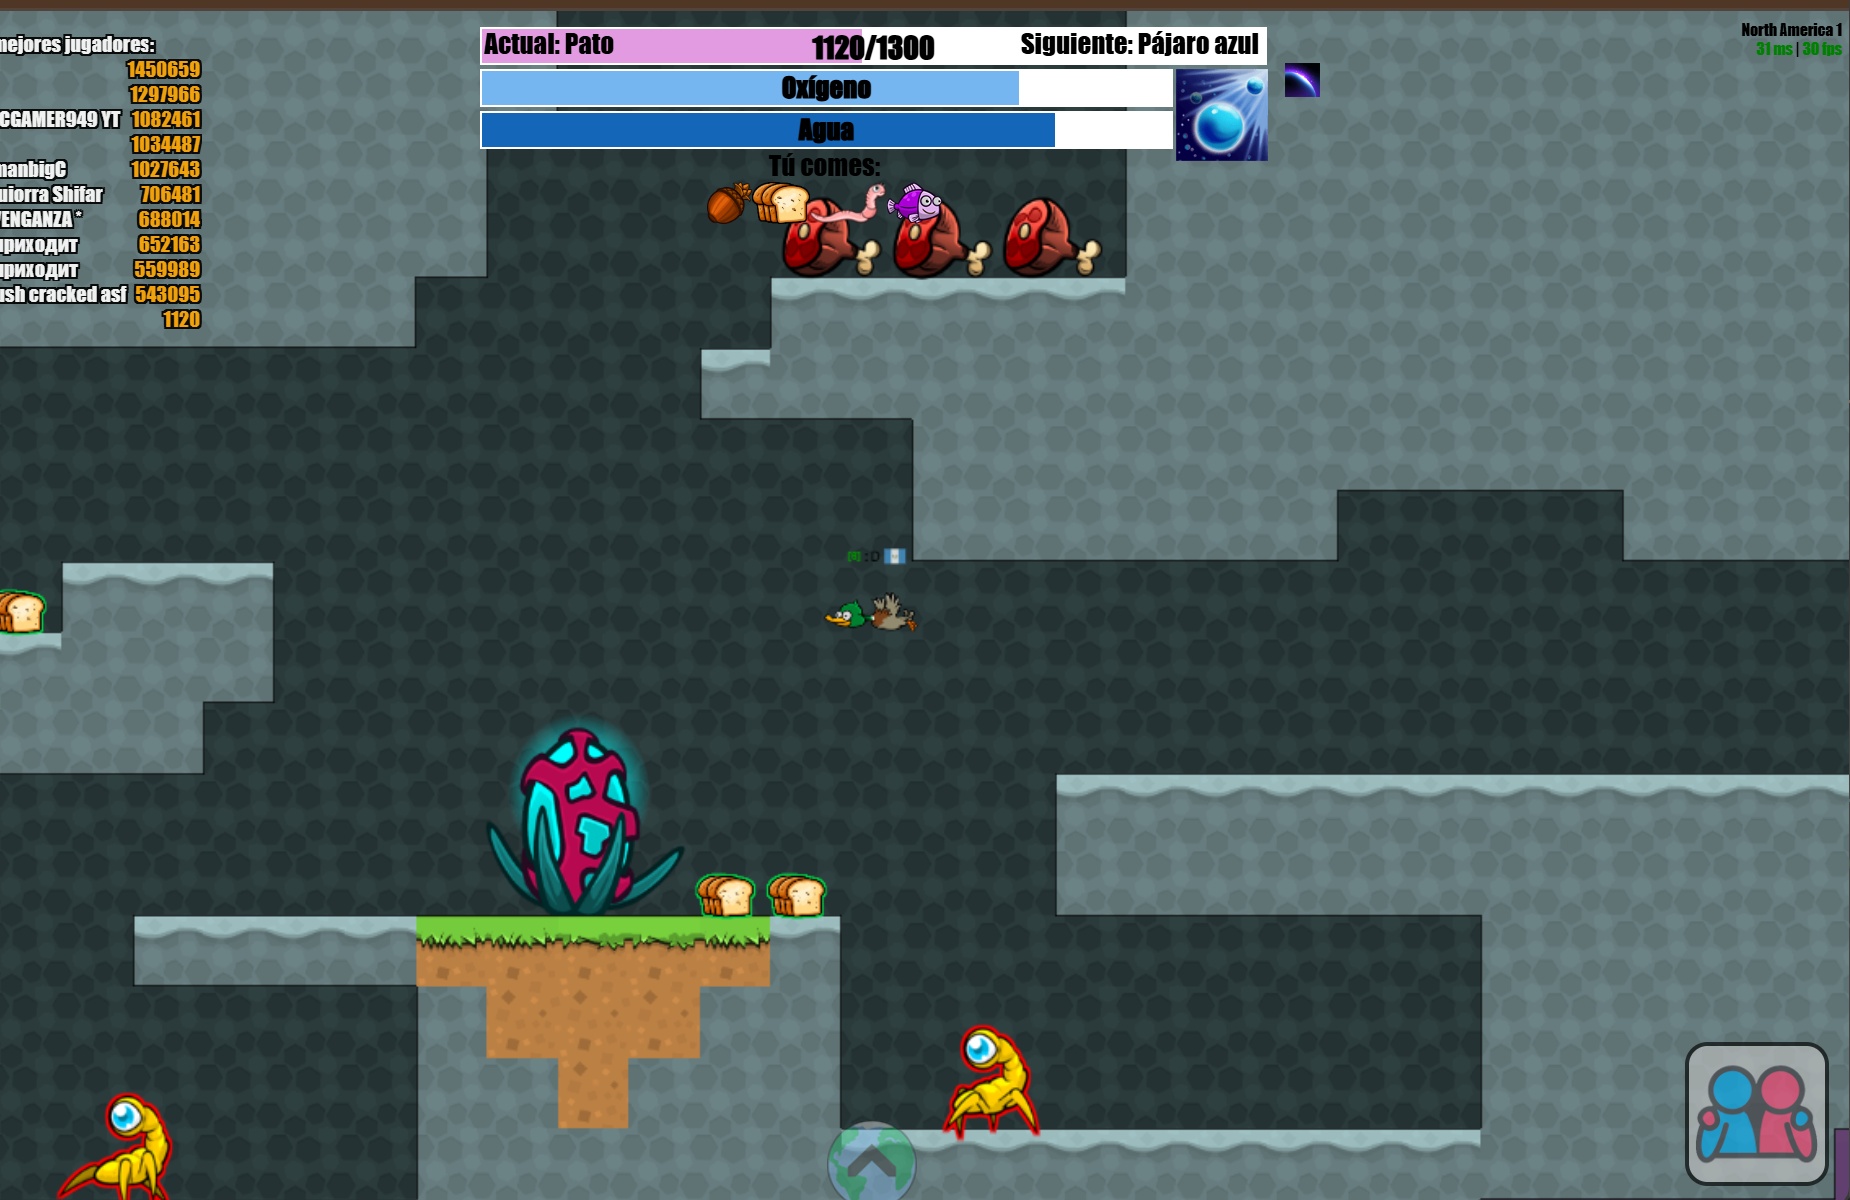 mejores jugadores:
1450659
1297966
CGAMER949 YT 1082461
1034487
manbigC 1027643
uiorra Shifar 706481
VENGANZA * 688014
приходит 652163
приходит 559989
ush cracked asf 543095
1120
Actual: Pato 1120/1300 Siguiente: Pájaro azul
Oxígeno
Agua
Tú comes:
North America 1
31 ms | 30 fps
:D